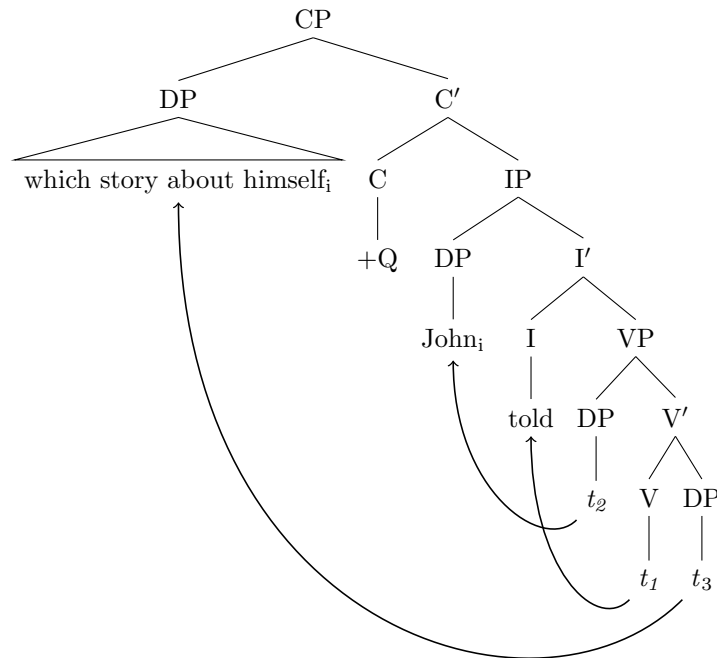 CP
DP C′
which story about himselfᵢ C IP
+Q DP I′
Johnᵢ I VP
told DP V′
t₂ V DP
t₁ t₃